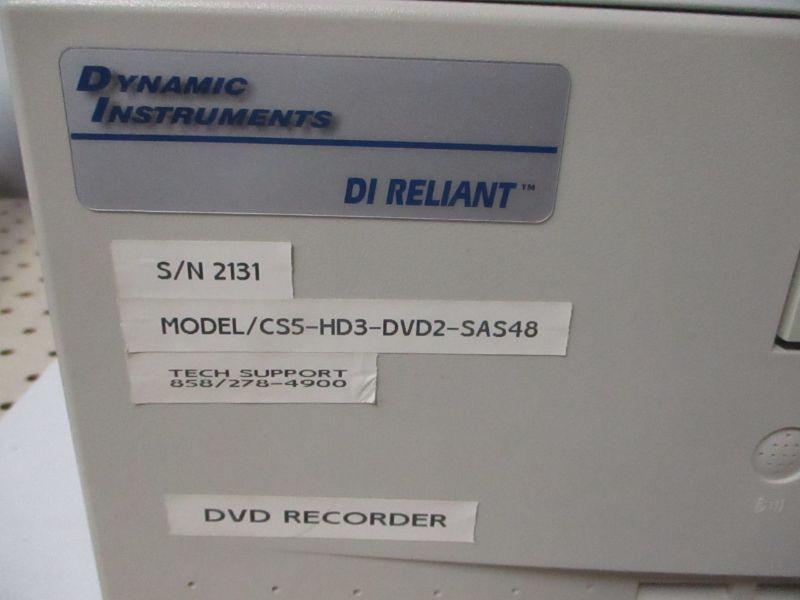 DYNAMIC
INSTRUMENTS
DI RELIANT™
S/N 2131
MODEL/CS5-HD3-DVD2-SAS48
TECH SUPPORT
858/278-4900
DVD RECORDER